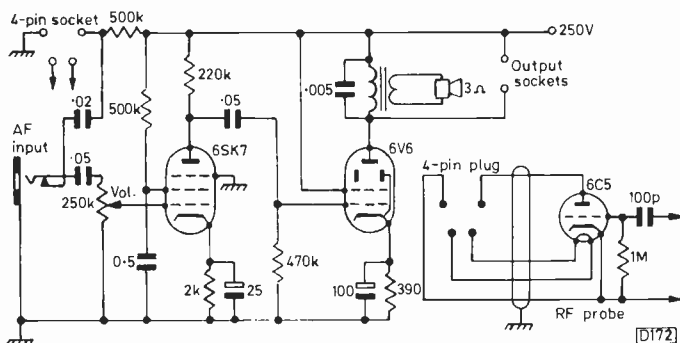 4-pin socket
500k
250V
220k
500k
.02
.05
.005
3Ω
Output
sockets
AF
input
.05
Vol.
250k
6SK7
6V6
4-pin plug
6C5
100p
0.5
2k
25
470k
100
390
1M
RF probe
D172